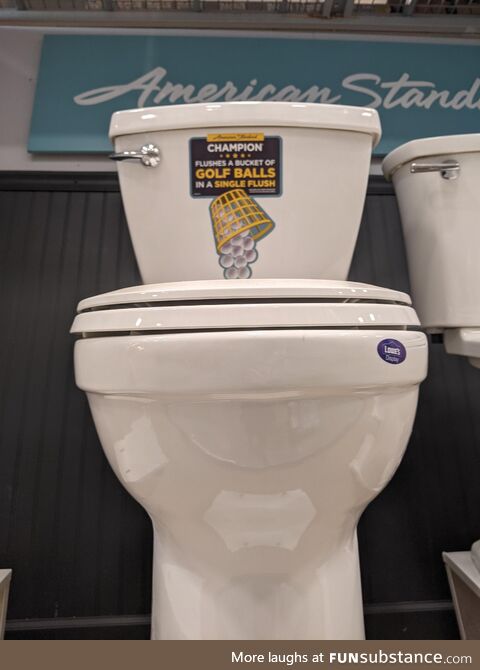 American Stand
American Standard
CHAMPION
FLUSHES A BUCKET OF
GOLF BALLS
IN A SINGLE FLUSH
LOWE'S
Display
More laughs at FUNsubstance.com